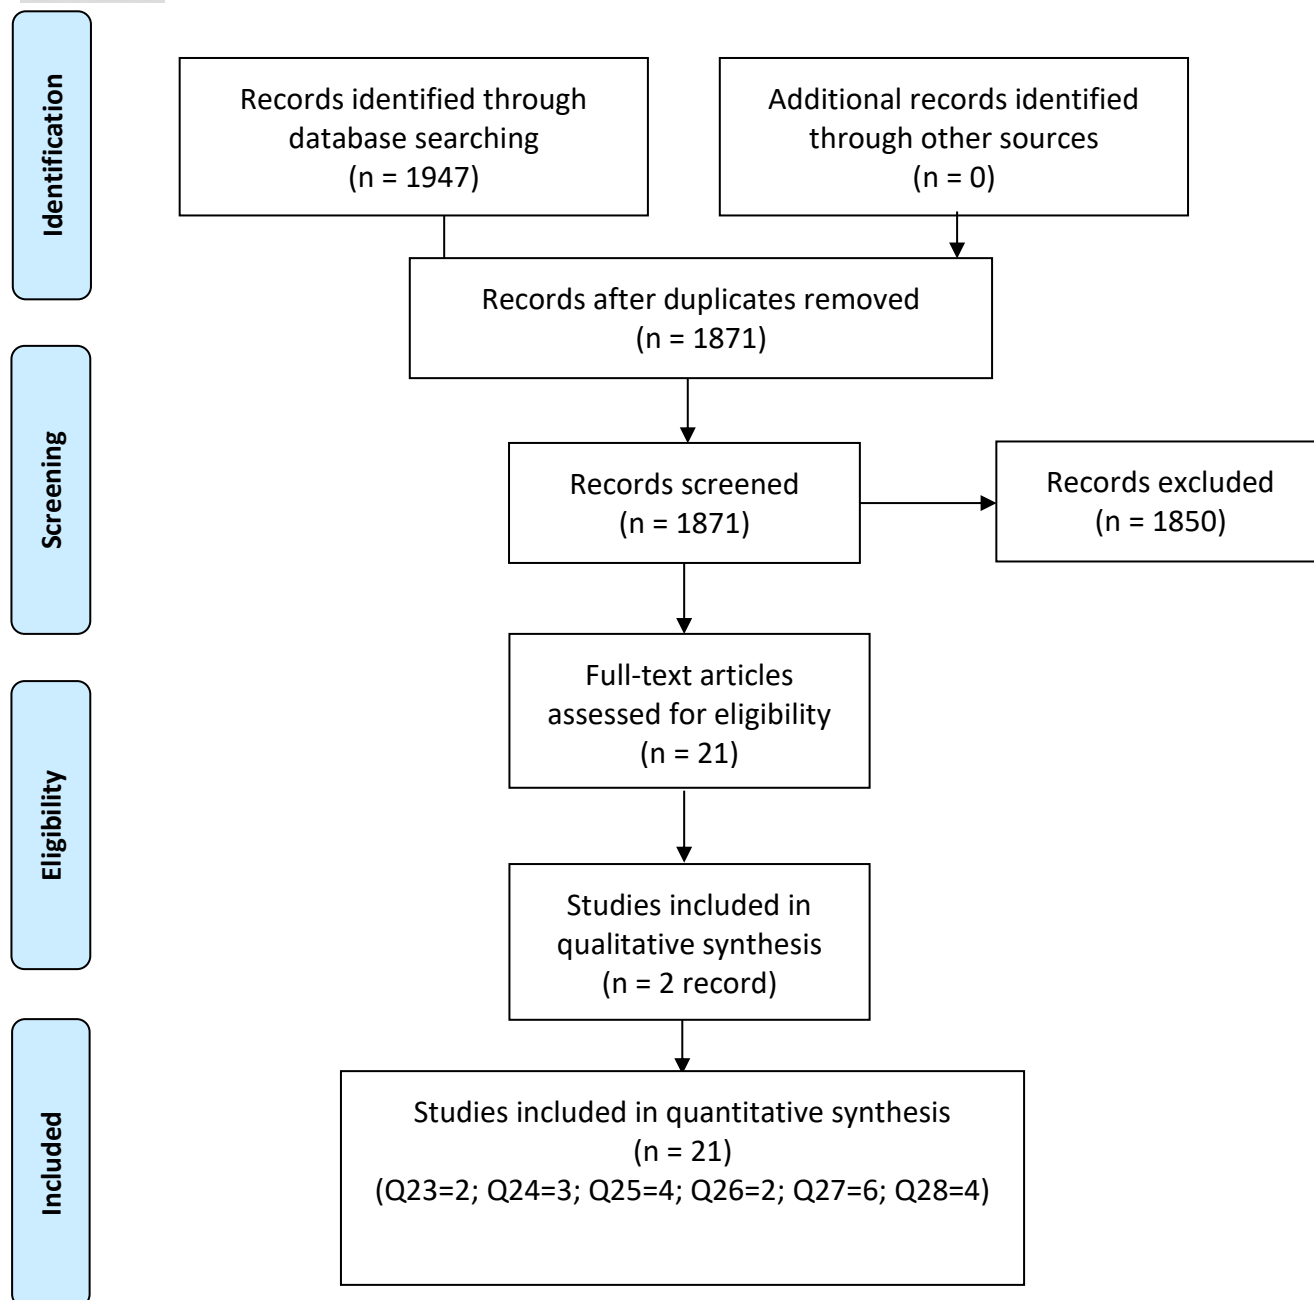 Identification
Records identified through
database searching
(n = 1947)
Additional records identified
through other sources
(n = 0)
Records after duplicates removed
(n = 1871)
Screening
Records screened
(n = 1871)
Records excluded
(n = 1850)
Eligibility
Full-text articles
assessed for eligibility
(n = 21)
Studies included in
qualitative synthesis
(n = 2 record)
Included
Studies included in quantitative synthesis
(n = 21)
(Q23=2; Q24=3; Q25=4; Q26=2; Q27=6; Q28=4)